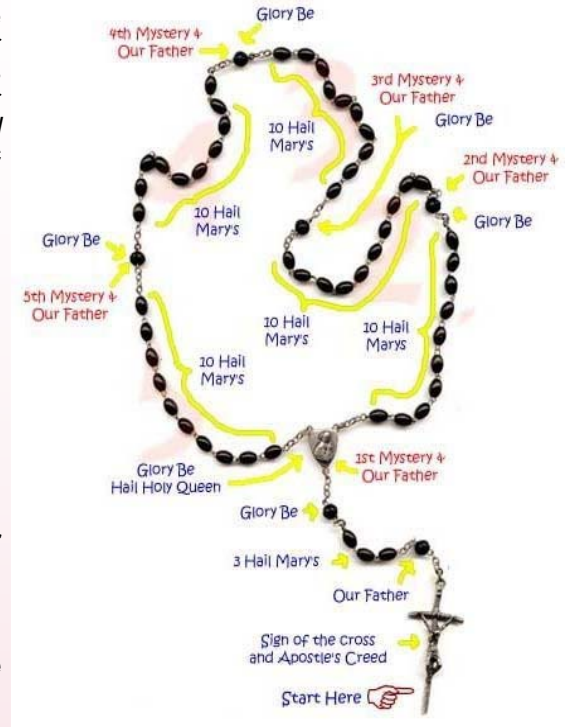 Glory Be
4th Mystery &
Our Father
3rd Mystery &
Our Father
Glory Be
10 Hail
Mary's
2nd Mystery &
Our Father
Glory Be
10 Hail
Mary's
Glory Be
5th Mystery &
Our Father
10 Hail
Mary's
10 Hail
Marys
10 Hail
Mary's
Glory Be
Hail Holy Queen
1st Mystery &
Our Father
Glory Be
3 Hail Mary's
Our Father
Sign of the Cross
and Apostle's Creed
Start Here